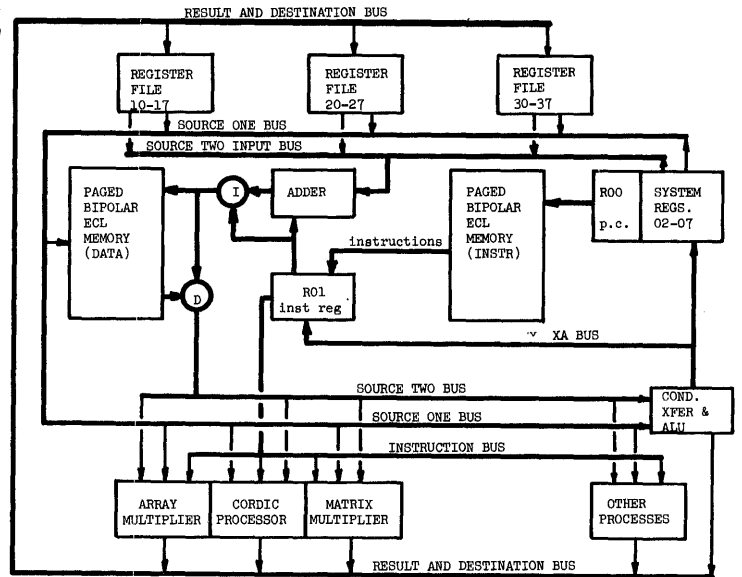 RESULT AND DESTINATION BUS
REGISTER
FILE
10-17
REGISTER
FILE
20-27
REGISTER
FILE
30-37
SOURCE ONE BUS
SOURCE TWO INPUT BUS
PAGED
BIPOLAR
ECL
MEMORY
(DATA)
I
ADDER
PAGED
BIPOLAR
ECL
MEMORY
(INSTR)
ROO
p.c.
SYSTEM
REGS.
02-07
instructions
D
RO1
inst reg
XA BUS
SOURCE TWO BUS
SOURCE ONE BUS
INSTRUCTION BUS
COND.
XFER &
ALU
ARRAY
MULTIPLIER
CORDIC
PROCESSOR
MATRIX
MULTIPLIER
OTHER
PROCESSES
RESULT AND DESTINATION BUS